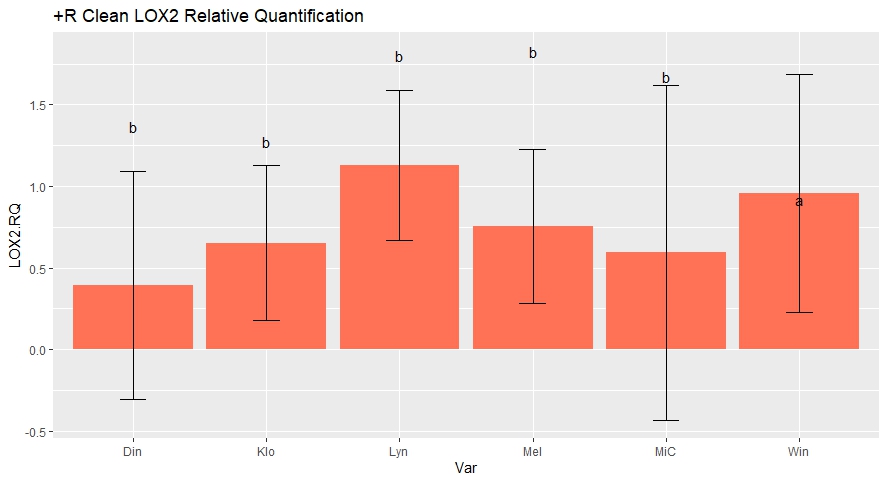 +R Clean LOX2 Relative Quantification
b
b
b
b
b
a
LOX2.RQ
1.5
1.0
0.5
0.0
-0.5
Din
Klo
Lyn
Mel
MiC
Win
Var